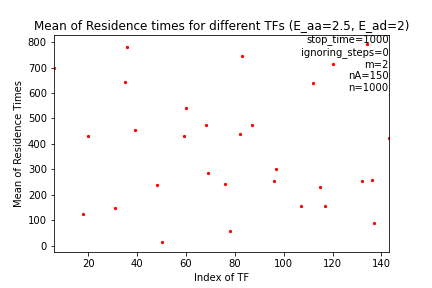 Mean of Residence times for different TFs (E_aa=2.5, E_ad=2)
stop_time=1000
ignoring_steps=0
m=2
nA=150
n=1000
Mean of Residence Times
800
700
600
500
400
300
200
100
0
20 40 60 80 100 120 140
Index of TF